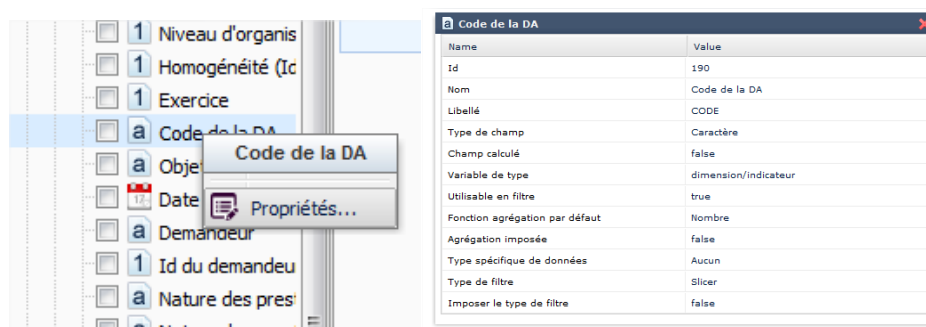 1 Niveau d'organis
1 Homogénéité (Id
1 Exercice
a Code de la DA
Code de la DA
a Obje
12 Date
Propriétés...
a Demandeur
1 Id du demandeu
a Nature des prest
a Code de la DA
Name Value
Id 190
Nom Code de la DA
Libellé CODE
Type de champ Caractère
Champ calculé false
Variable de type dimension/indicateur
Utilisable en filtre true
Fonction agrégation par défaut Nombre
Agrégation imposée false
Type spécifique de données Aucun
Type de filtre Slicer
Imposer le type de filtre false